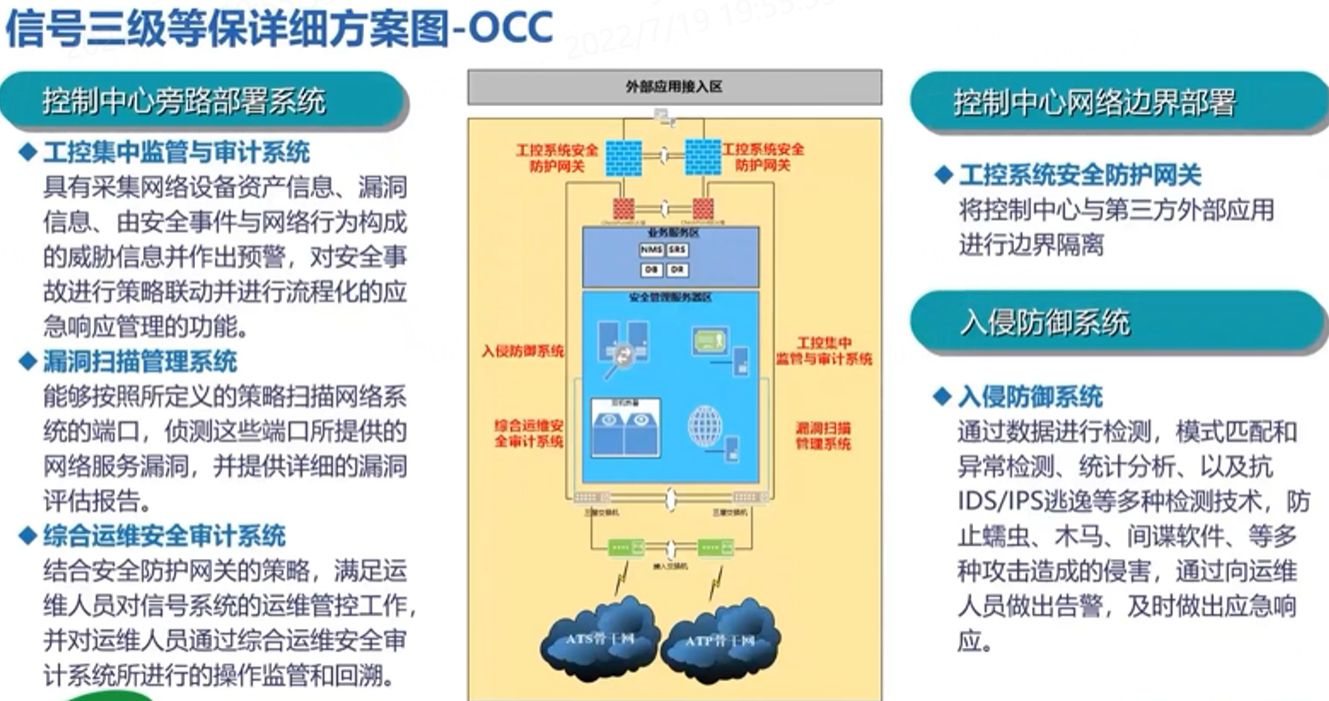 信号三级等保详细方案图-OCC
2022/7/19 19:53:53
控制中心旁路部署系统
工控集中监管与审计系统
具有采集网络设备资产信息、漏洞
信息、由安全事件与网络行为构成
的威胁信息并作出预警，对安全事
故进行策略联动并进行流程化的应
急响应管理的功能。
漏洞扫描管理系统
能够按照所定义的策略扫描网络系
统的端口，侦测这些端口所提供的
网络服务漏洞，并提供详细的漏洞
评估报告。
综合运维安全审计系统
结合安全防护网关的策略，满足运
维人员对信号系统的运维管控工作，
并对运维人员通过综合运维安全审
计系统所进行的操作监管和回溯。
外部应用接入区
工控系统安全
防护网关
工控系统安全
防护网关
业务服务区
NMS SRS
DB DR
安全管理服务器区
入侵防御系统
工控集中
监管与审计系统
综合运维安
全审计系统
漏洞扫描
管理系统
三层交换机
三层交换机
接入交换机
ATS骨干网
ATP骨干网
控制中心网络边界部署
工控系统安全防护网关
将控制中心与第三方外部应用
进行边界隔离
入侵防御系统
入侵防御系统
通过数据进行检测，模式匹配和
异常检测、统计分析、以及抗
IDS/IPS逃逸等多种检测技术，防
止蠕虫、木马、间谍软件、等多
种攻击造成的侵害，通过向运维
人员做出告警，及时做出应急响
应。